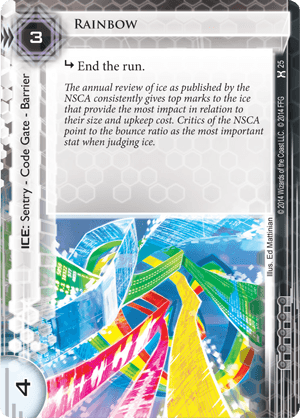 3
RAINBOW
↳ End the run.
The annual review of ice as published by the
NSCA consistently gives top marks to the ice
that provide the most impact in relation to
their size and upkeep cost. Critics of the NSCA
point to the bounce ratio as the most important
stat when judging ice.
ICE: Sentry - Code Gate - Barrier
25
© 2014 Wizards of the Coast LLC. © 2014 FFG
Illus. Ed Mattinian
4